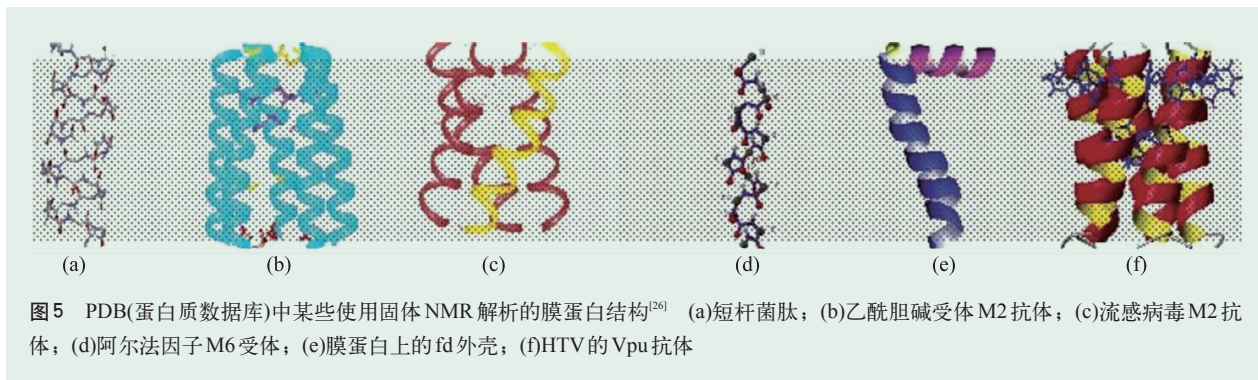 (a) (b) (c) (d) (e) (f)
图5 PDB(蛋白质数据库)中某些使用固体NMR解析的膜蛋白结构[26] (a)短杆菌肽；(b)乙酰胆碱受体M2抗体；(c)流感病毒M2抗
体；(d)阿尔法因子M6受体；(e)膜蛋白上的fd外壳；(f)HTV的Vpu抗体